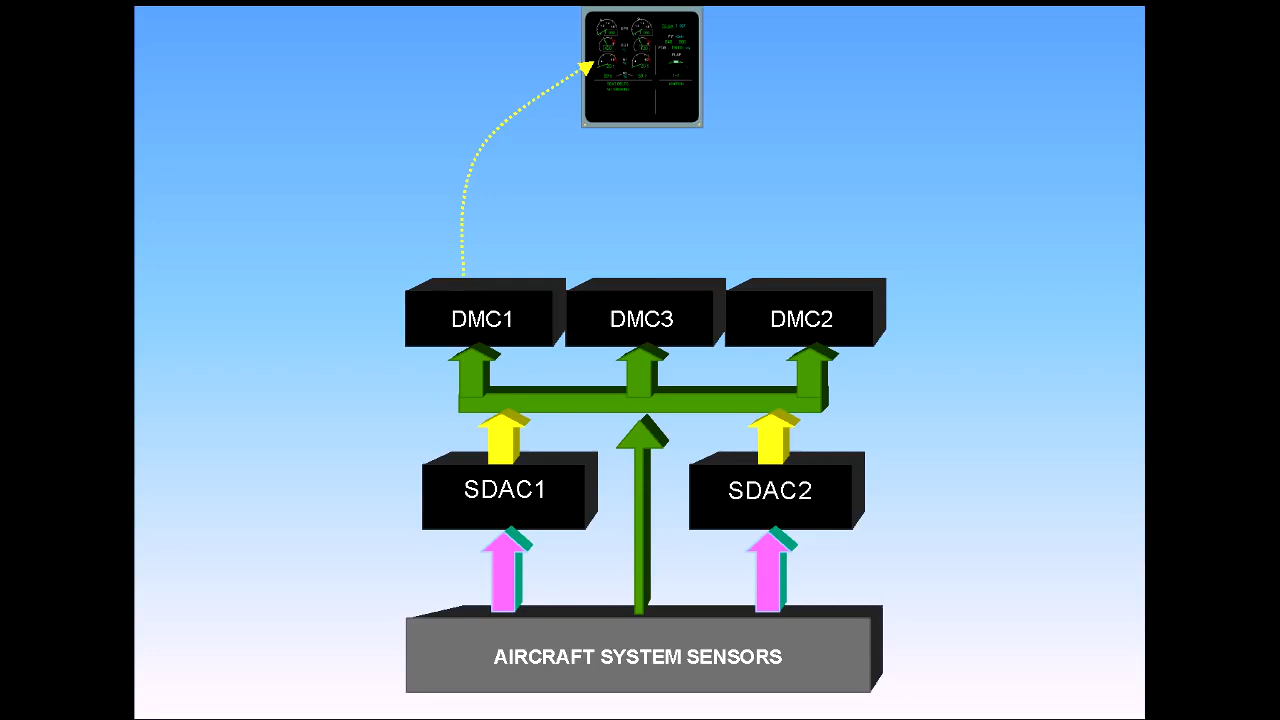 DMC1
DMC3
DMC2
SDAC1
SDAC2
AIRCRAFT SYSTEM SENSORS